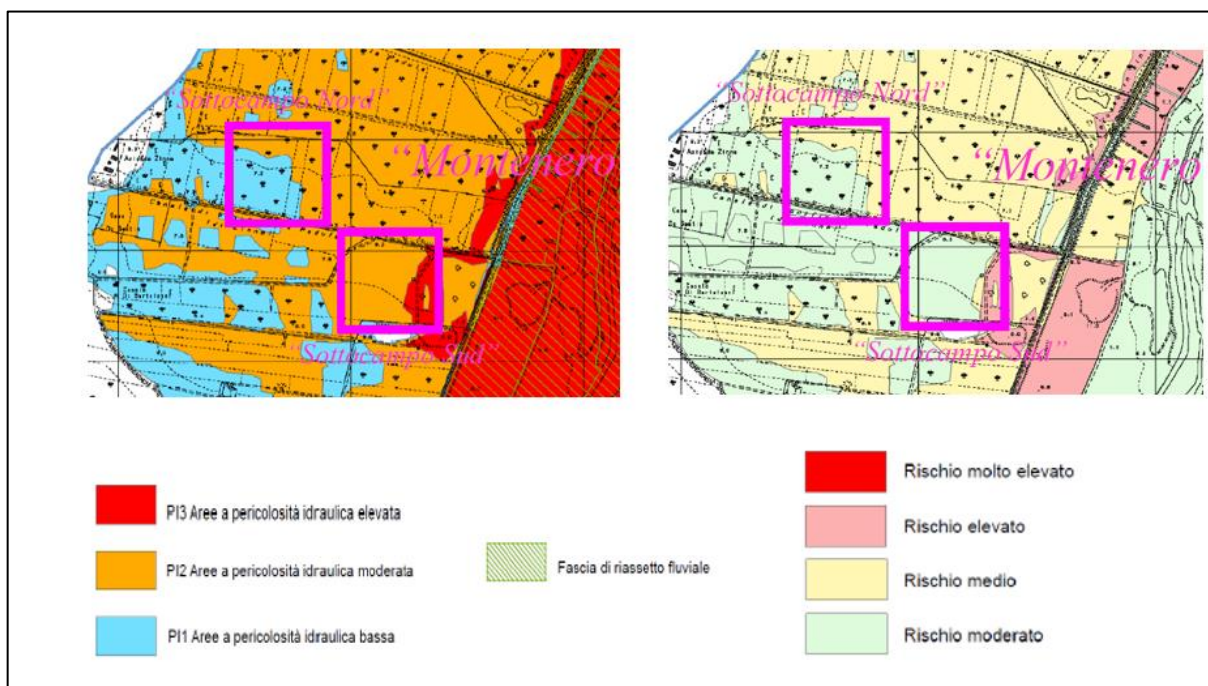 “Sottocampo Nord”
“Montenero
“Sottocampo Sud”
“Sottocampo Nord”
“Montenero
“Sottocampo Sud”
PI3 Aree a pericolosità idraulica elevata
PI2 Aree a pericolosità idraulica moderata
PI1 Aree a pericolosità idraulica bassa
Fascia di riassetto fluviale
Rischio molto elevato
Rischio elevato
Rischio medio
Rischio moderato